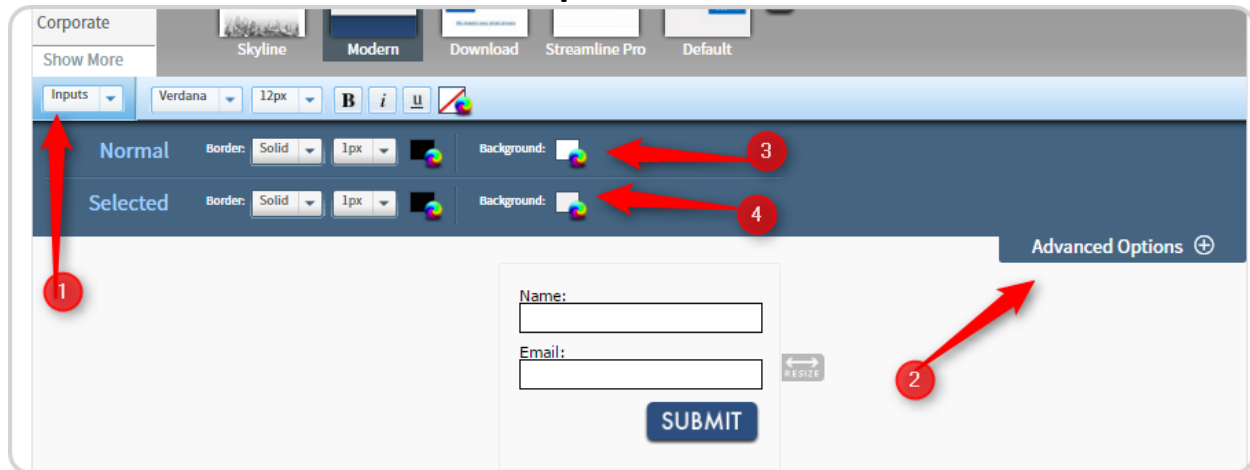 Corporate
Show More
Skyline
Modern
Download
Streamline Pro
Default
Inputs
Verdana
12px
B
i
u
Normal
Border:
Solid
1px
Background:
3
Selected
Border:
Solid
1px
Background:
4
Advanced Options
1
Name:
Email:
RESIZE
2
SUBMIT